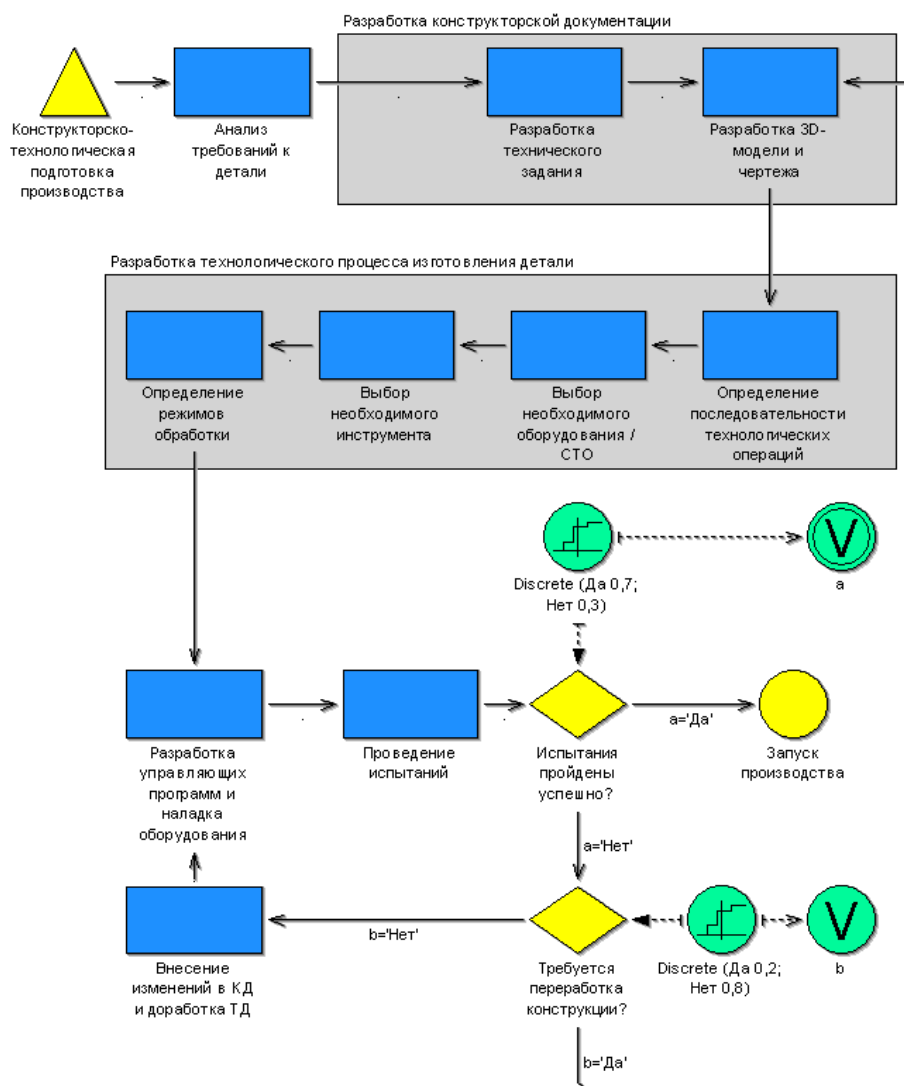 Разработка конструкторской документации
Конструкторско-
технологическая
подготовка
производства
Анализ
требований к
детали
Разработка
технического
задания
Разработка 3D-
модели и
чертежа
Разработка технологического процесса изготовления детали
Определение
режимов
обработки
Выбор
необходимого
инструмента
Выбор
необходимого
оборудования /
СТО
Определение
последовательности
технологических
операций
Discrete (Да 0,7;
Нет 0,3)
V
a
Разработка
управляющих
программ и
наладка
оборудования
Проведение
испытаний
Испытания
пройдены
успешно?
a='Да'
Запуск
производства
a='Нет'
Внесение
изменений в КД
и доработка ТД
b='Нет'
Требуется
переработка
конструкции?
Discrete (Да 0,2;
Нет 0,8)
V
b
b='Да'